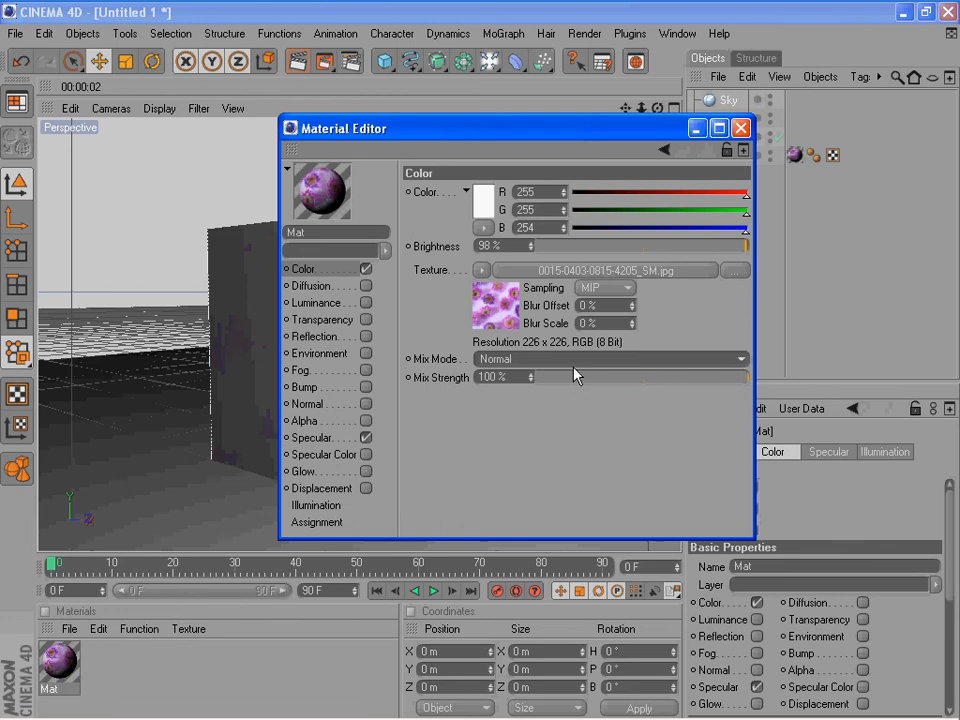 CINEMA 4D - [Untitled 1 *]
File Edit Objects Tools Selection Structure Functions Animation Character Dynamics MoGraph Hair Render Plugins Window Help
00:00:02
Edit Cameras Display Filter View
Perspective
Objects Structure
File Edit View Objects Tag:
Sky
Material Editor
Mat
Color
Diffusion
Luminance
Transparency
Reflection
Environment
Fog
Bump
Normal
Alpha
Specular
Specular Color
Glow
Displacement
Illumination
Assignment
Color
Color R 255
G 255
B 254
Brightness 98 %
Texture 0015-0403-0815-4205_SM.jpg ...
Sampling MIP
Blur Offset 0 %
Blur Scale 0 %
Resolution 226 x 226, RGB (8 Bit)
Mix Mode Normal
Mix Strength 100 %
Y Z
dit User Data
Mat]
Color Specular Illumination
Basic Properties
Name Mat
Layer
Color Diffusion
Luminance Transparency
Reflection Environment
Fog Bump
Normal Alpha
Specular Specular Color
Glow Displacement
0 10 20 30 40 50 60 70 80 90 0 F
0 F 0 F 90 F 90 F
Materials
File Edit Function Texture
Mat
Coordinates
Position Size Rotation
X 0 m X 0 m H 0 °
Y 0 m Y 0 m P 0 °
Z 0 m Z 0 m B 0 °
Object Size Apply
MAXON
CINEMA 4D